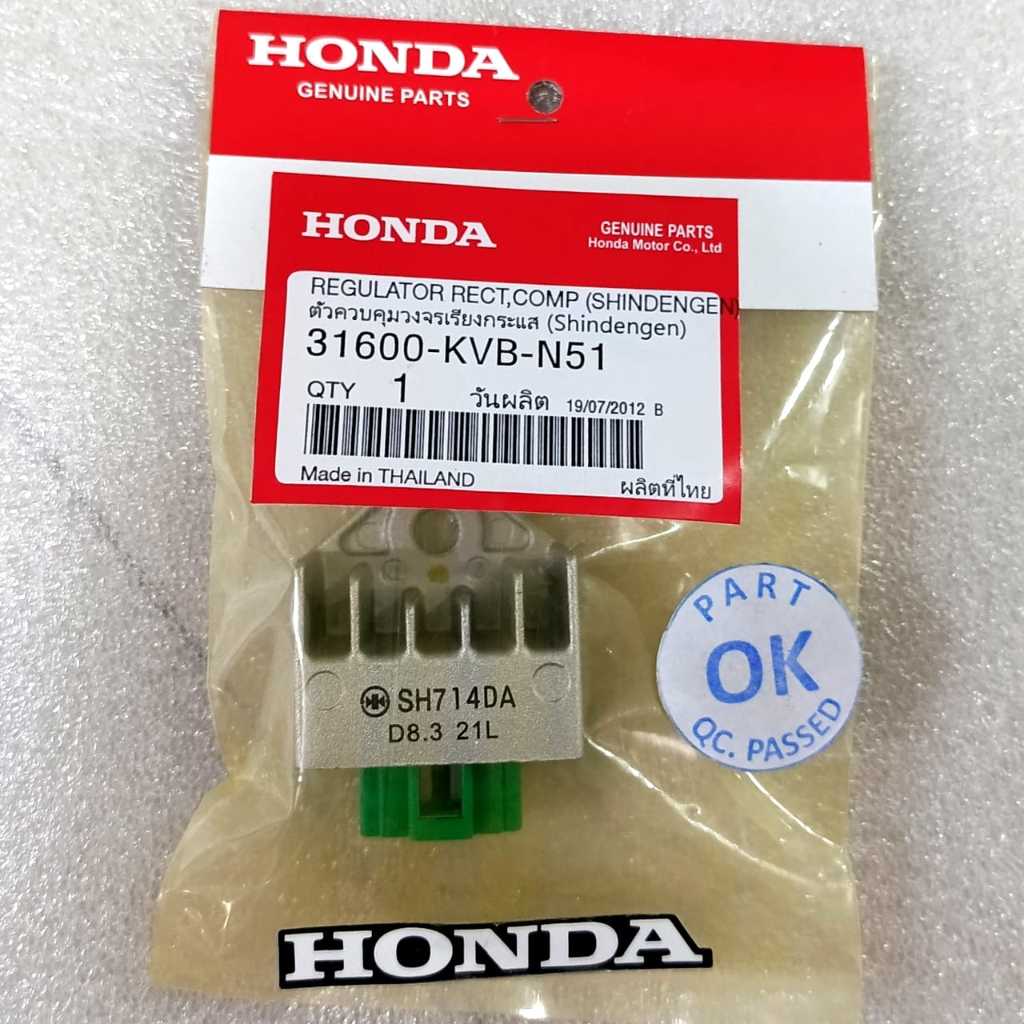 HONDA
GENUINE PARTS
HONDA
GENUINE PARTS
Honda Motor Co., Ltd
REGULATOR RECT,COMP (SHINDENGEN)
ตัวควบคุมวงจรเรียงกระแส (Shindengen)
31600-KVB-N51
QTY 1 วันผลิต 19/07/2012 B
Made in THAILAND ผลิตที่ไทย
SH714DA
D8.3 21L
PART
OK
QC. PASSED
HONDA